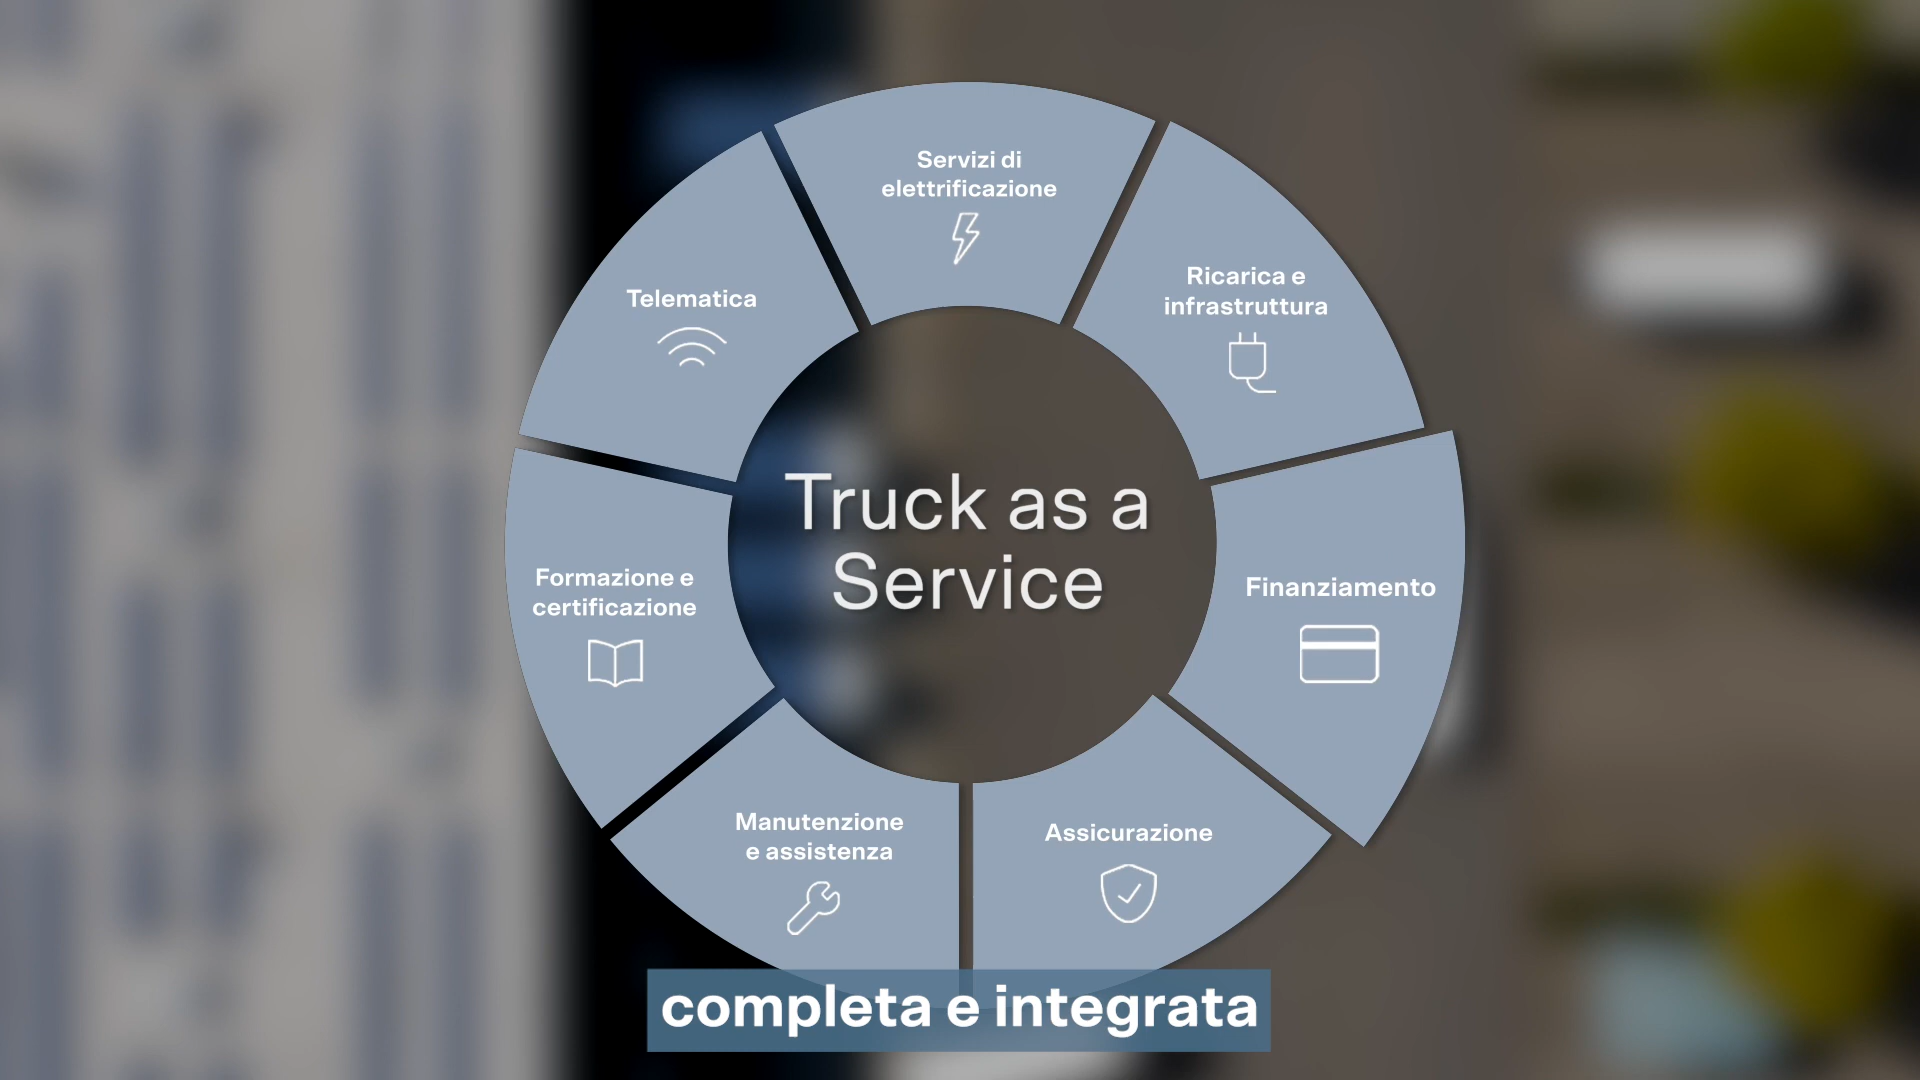 Servizi di
elettrificazione
Ricarica e
infrastruttura
Telematica
Truck as a
Service
Formazione e
certificazione
Finanziamento
Manutenzione
e assistenza
Assicurazione
completa e integrata